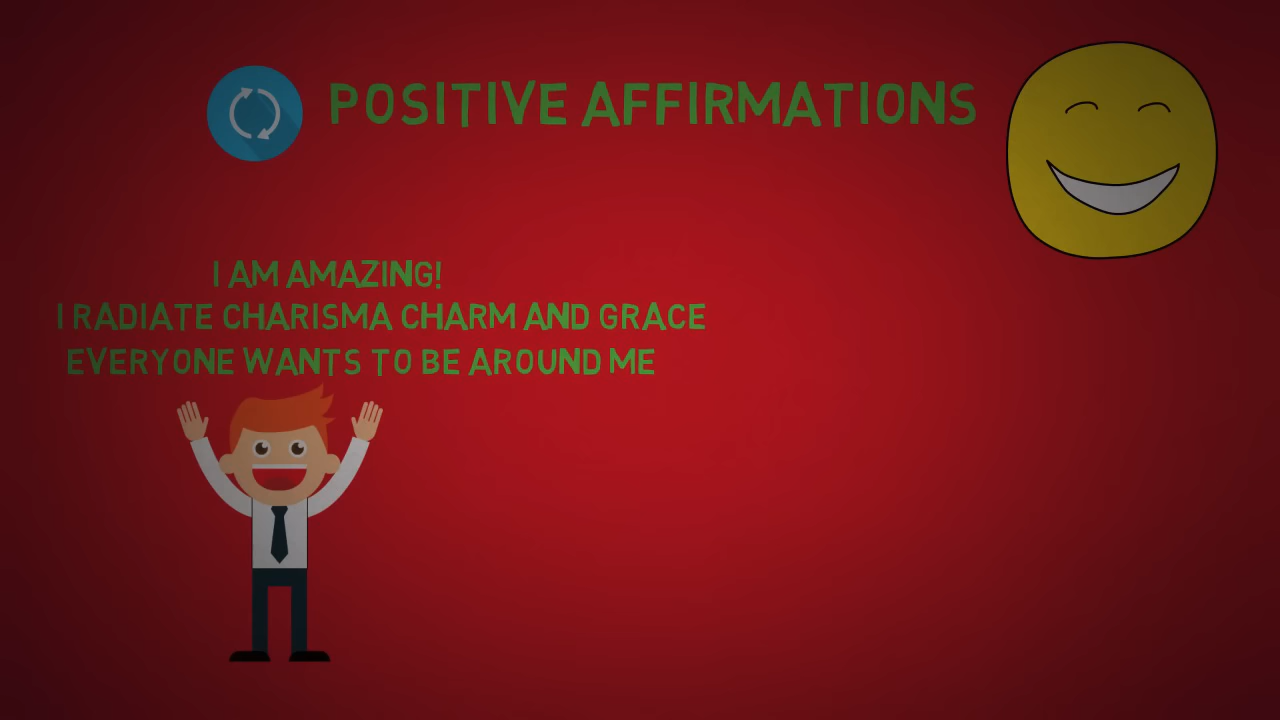 POSITIVE AFFIRMATIONS
I AM AMAZING!
I RADIATE CHARISMA CHARM AND GRACE
EVERYONE WANTS TO BE AROUND ME